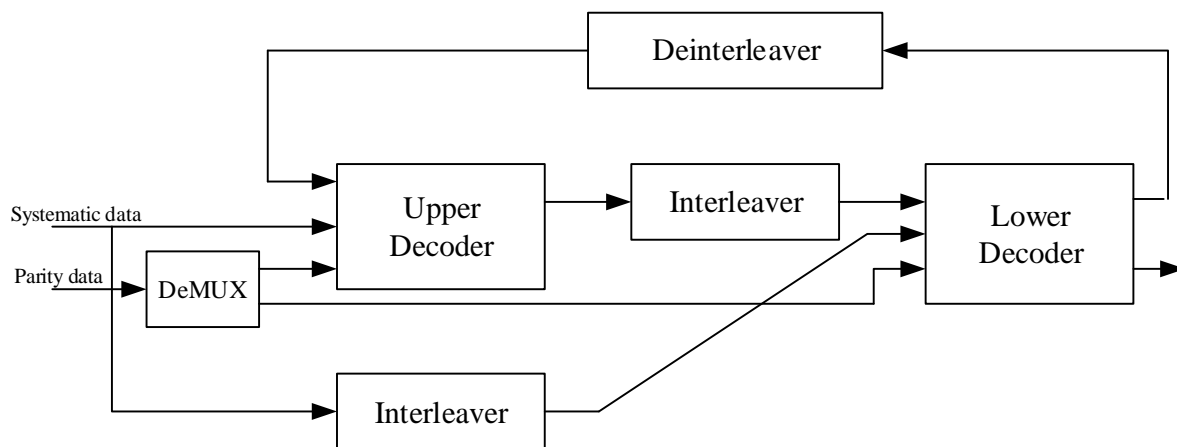 Deinterleaver
Upper
Decoder
Interleaver
Lower
Decoder
Systematic data
Parity data
DeMUX
Interleaver